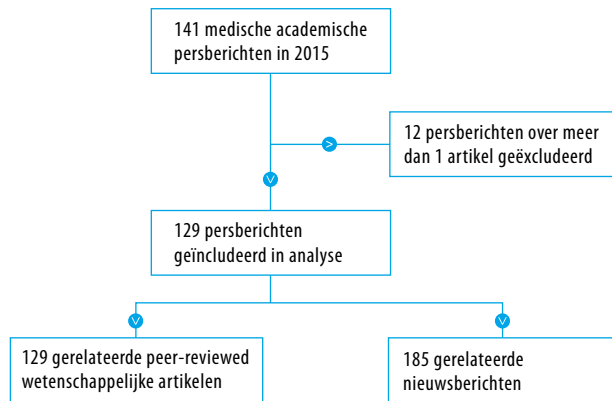 141 medische academische
persberichten in 2015
12 persberichten over meer
dan 1 artikel geëxcludeerd
129 persberichten
geïncludeerd in analyse
129 gerelateerde peer-reviewed
wetenschappelijke artikelen
185 gerelateerde
nieuwsberichten